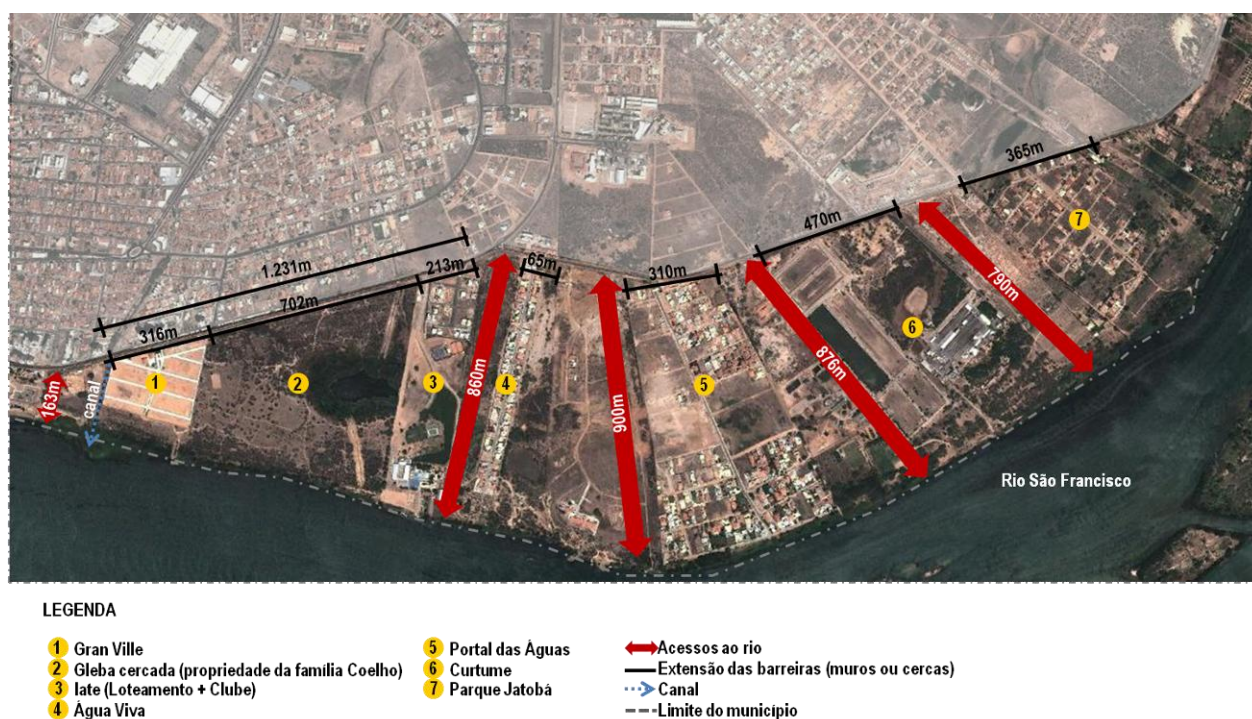 365m
7
470m
790m
1.231m
213m
65m
310m
702m
316m
6
163m
canal
1
2
3
860m
4
900m
5
876m
Rio São Francisco
LEGENDA
1 Gran Ville
2 Gleba cercada (propriedade da família Coelho)
3 Iate (Loteamento + Clube)
4 Água Viva
5 Portal das Águas
6 Curtume
7 Parque Jatobá
Acessos ao rio
Extensão das barreiras (muros ou cercas)
Canal
Limite do município